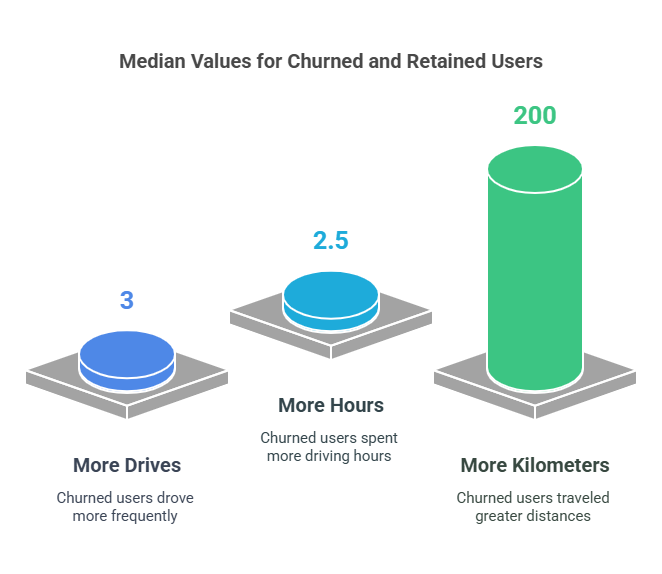 Median Values for Churned and Retained Users
3
More Drives
Churned users drove
more frequently
2.5
More Hours
Churned users spent
more driving hours
200
More Kilometers
Churned users traveled
greater distances